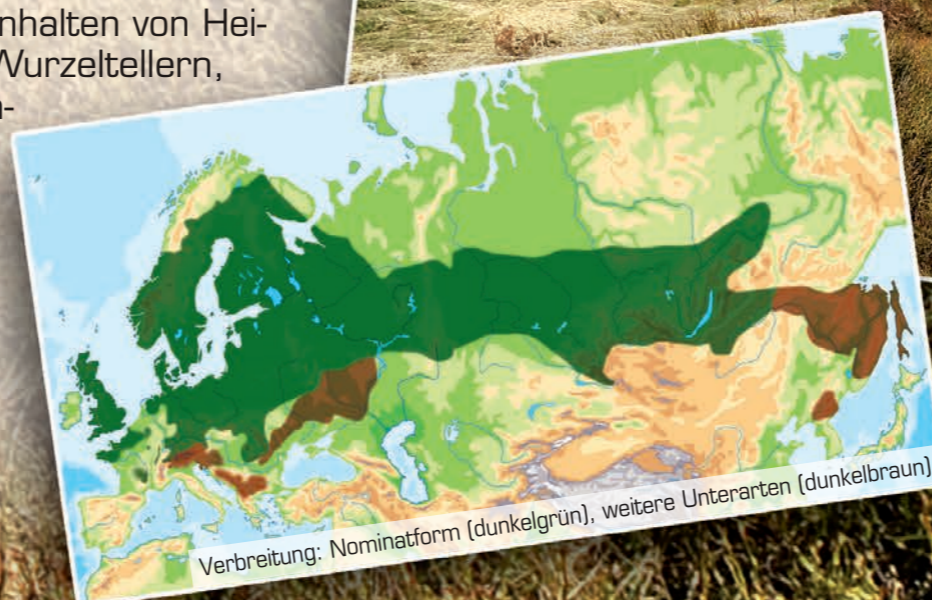 nhalten von Hei-
Wurzeltellern,
Verbreitung: Nominatform (dunkelgrün), weitere Unterarten (dunkelbraun)